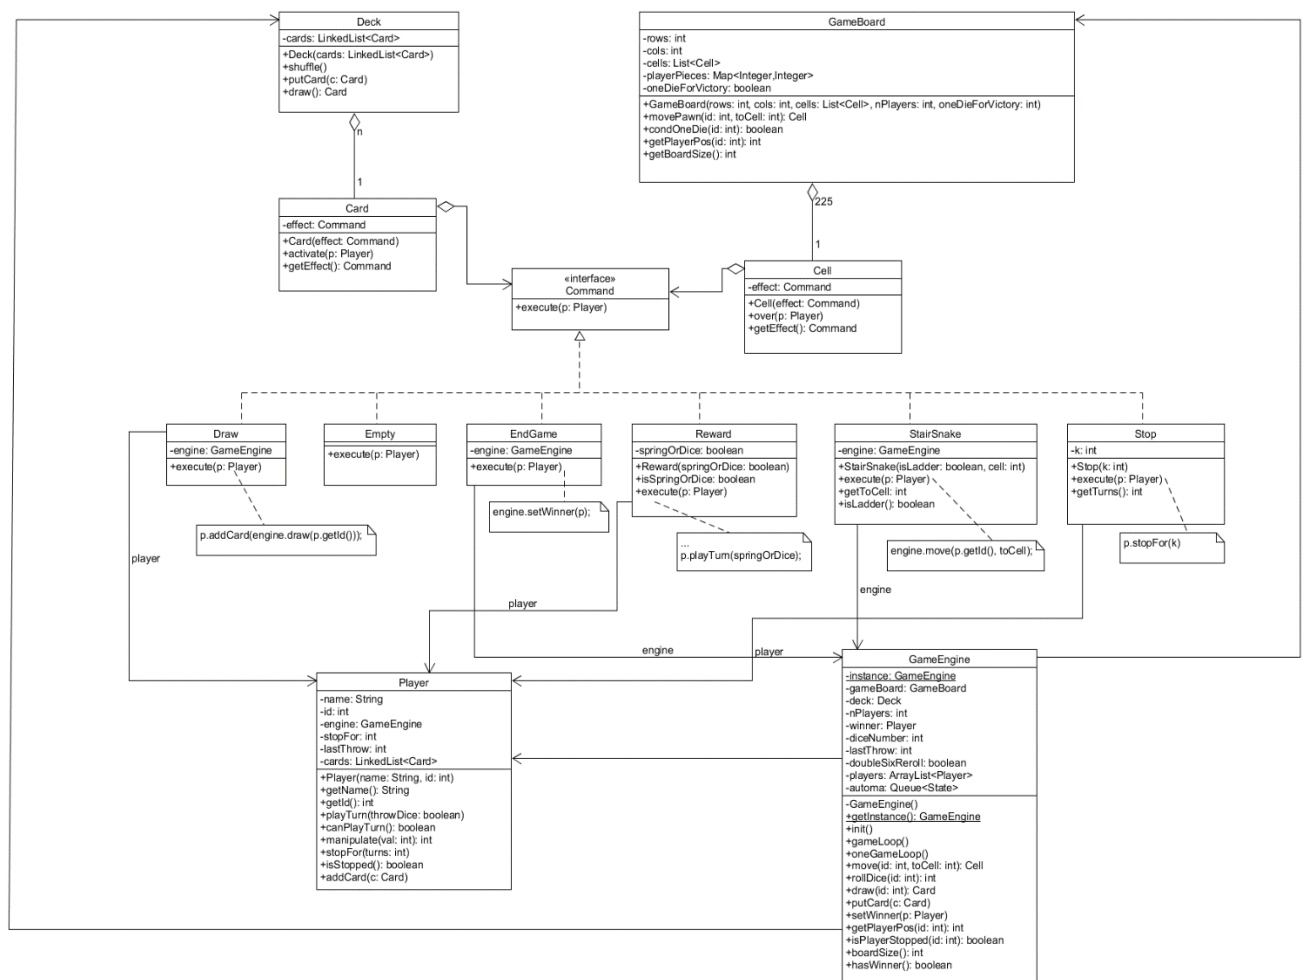 Deck
-cards: LinkedList<Card>
+Deck(cards: LinkedList<Card>)
+shuffle()
+putCard(c: Card)
+draw(): Card
n
1
GameBoard
-rows: int
-cols: int
-cells: List<Cell>
-playerPieces: Map<Integer,Integer>
-oneDieForVictory: boolean
+GameBoard(rows: int, cols: int, cells: List<Cell>, nPlayers: int, oneDieForVictory: int)
+movePawn(id: int, toCell: int): Cell
+condOneDie(id: int): boolean
+getPlayerPos(id: int): int
+getBoardSize(): int
225
1
Card
-effect: Command
+Card(effect: Command)
+activate(p: Player)
+getEffect(): Command
«interface»
Command
+execute(p: Player)
Cell
-effect: Command
+Cell(effect: Command)
+over(p: Player)
+getEffect(): Command
Draw
-engine: GameEngine
+execute(p: Player)
p.addCard(engine.draw(p.getId()));
Empty
+execute(p: Player)
EndGame
-engine: GameEngine
+execute(p: Player)
engine.setWinner(p);
Reward
-springOrDice: boolean
+Reward(springOrDice: boolean)
+isSpringOrDice: boolean
+execute(p: Player)
...
p.playTurn(springOrDice);
StairSnake
-engine: GameEngine
+StairSnake(isLadder: boolean, cell: int)
+execute(p: Player)
+getToCell: int
+isLadder(): boolean
engine.move(p.getId(), toCell);
Stop
-k: int
+Stop(k: int)
+execute(p: Player)
+getTurns(): int
p.stopFor(k)
player
player
engine
engine
player
Player
-name: String
-id: int
-engine: GameEngine
-stopFor: int
-lastThrow: int
-cards: LinkedList<Card>
+Player(name: String, id: int)
+getName(): String
+getId(): int
+playTurn(throwDice: boolean)
+canPlayTurn(): boolean
+manipulate(val: int): int
+stopFor(turns: int)
+isStopped(): boolean
+addCard(c: Card)
GameEngine
-instance: GameEngine
-gameBoard: GameBoard
-deck: Deck
-nPlayers: int
-winner: Player
-diceNumber: int
-lastThrow: int
-doubleSixReroll: boolean
-players: ArrayList<Player>
-automa: Queue<State>
-GameEngine()
+getInstance(): GameEngine
+init()
+gameLoop()
+oneGameLoop()
+move(id: int, toCell: int): Cell
+rollDice(id: int): int
+draw(id: int): Card
+putCard(c: Card)
+setWinner(p: Player)
+getPlayerPos(id: int): int
+isPlayerStopped(id: int): boolean
+boardSize(): int
+hasWinner(): boolean